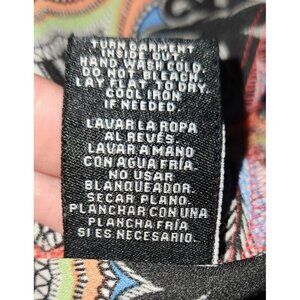 TURN GARMENT
INSIDE OUT.
HAND WASH COLD.
DO NOT BLEACH.
LAY FLAT TO DRY.
COOL IRON
IF NEEDED.
LAVAR LA ROPA
AL REVÉS.
LAVAR A MANO
CON AGUA FRÍA.
NO USAR
BLANQUEADOR.
SECAR PLANO.
PLANCHAR CON UNA
PLANCHA FRÍA
SI ES NECESARIO.